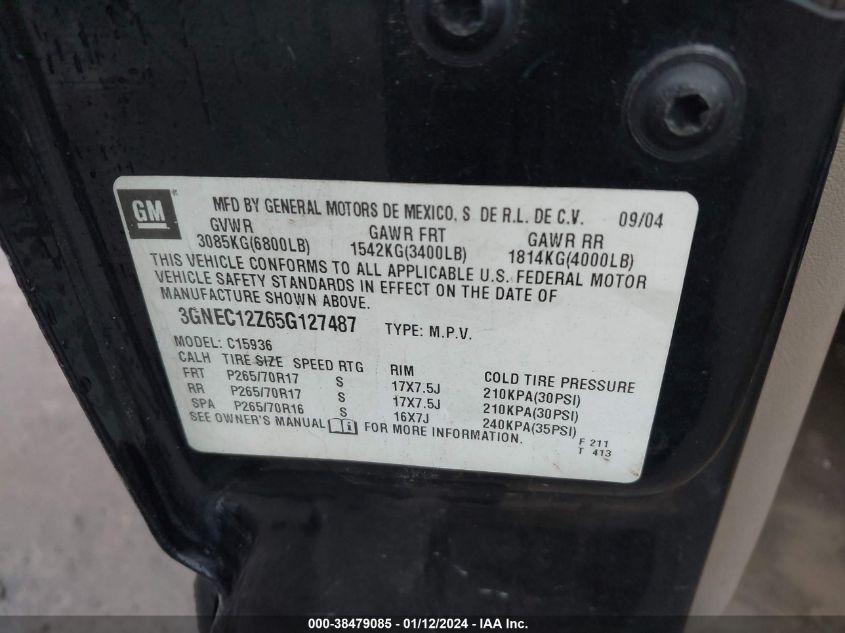 GM
MFD BY GENERAL MOTORS DE MEXICO, S DE R.L. DE C.V. 09/04
GVWR GAWR FRT GAWR RR
3085KG(6800LB) 1542KG(3400LB) 1814KG(4000LB)
THIS VEHICLE CONFORMS TO ALL APPLICABLE U.S. FEDERAL MOTOR
VEHICLE SAFETY STANDARDS IN EFFECT ON THE DATE OF
MANUFACTURE SHOWN ABOVE.
3GNEC12Z65G127487 TYPE: M.P.V.
MODEL: C15936
CALH TIRE SIZE SPEED RTG RIM COLD TIRE PRESSURE
FRT P265/70R17 S 17X7.5J 210KPA(30PSI)
RR P265/70R17 S 17X7.5J 210KPA(30PSI)
SPA P265/70R16 S 16X7J 240KPA(35PSI)
SEE OWNER'S MANUAL FOR MORE INFORMATION.
F 211
T 413
000-38479085 - 01/12/2024 - IAA Inc.